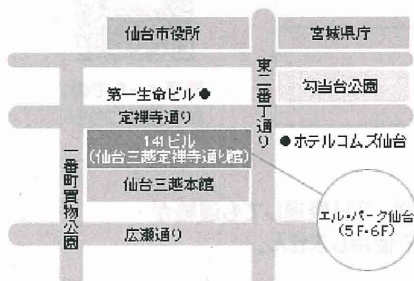 仙台市役所
宮城県庁
東二番丁通り
勾当台公園
第一生命ビル
定禅寺通り
141ビル
(仙台三越定禅寺通り館)
ホテルコムズ仙台
一番町買物公園
仙台三越本館
エル・パーク仙台
(5F・6F)
広瀬通り